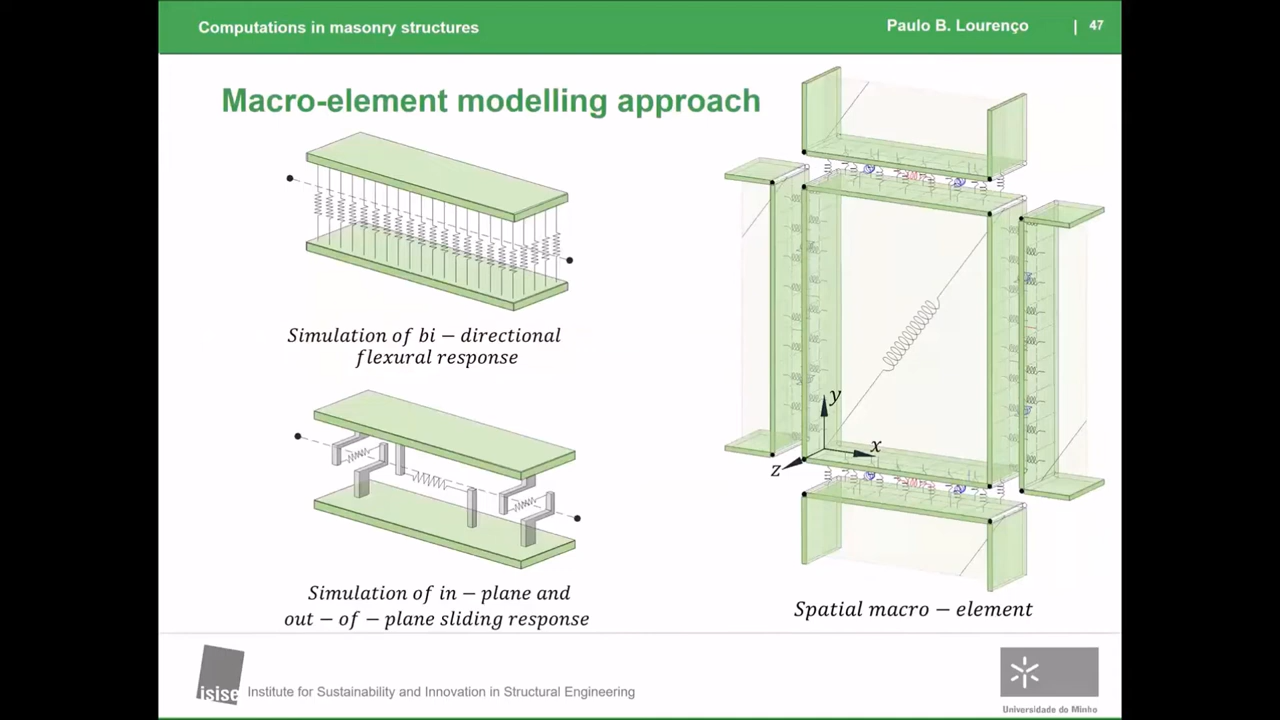 Computations in masonry structures
Paulo B. Lourenço | 47
Macro-element modelling approach
Simulation of bi − directional
flexural response
Simulation of in − plane and
out − of − plane sliding response
y
x
z
Spatial macro − element
isise
Institute for Sustainability and Innovation in Structural Engineering
Universidade do Minho